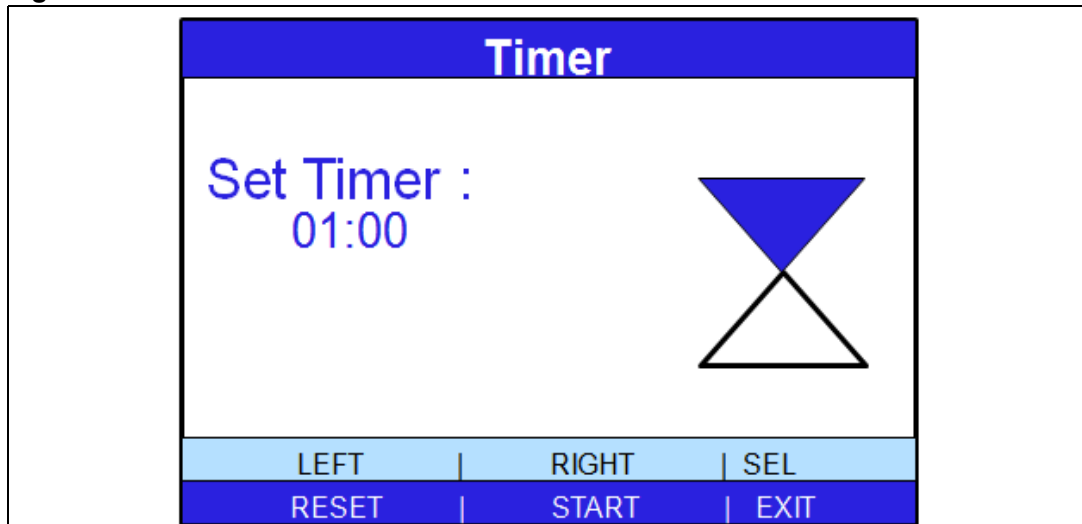 Timer
Set Timer :
01:00
LEFT | RIGHT | SEL
RESET | START | EXIT